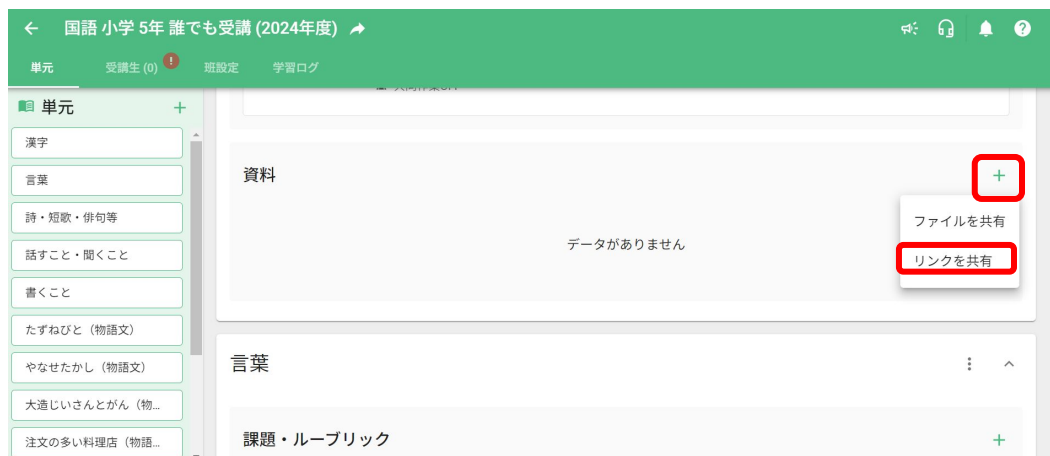 国語 小学 5年 誰でも受講 (2024年度)
単元 受講生 (0) 班設定 学習ログ
単元
漢字
言葉
詩・短歌・俳句等
話すこと・聞くこと
書くこと
たずねびと（物語文）
やなせたかし（物語文）
大造じいさんとがん（物...
注文の多い料理店（物語...
資料
データがありません
ファイルを共有
リンクを共有
言葉
課題・ルーブリック